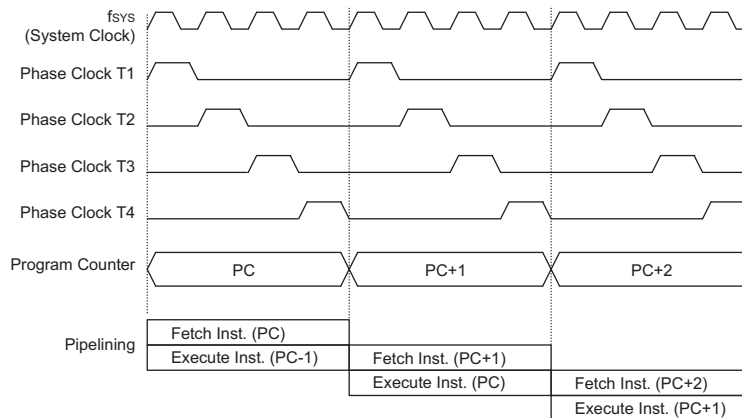 fSYS
(System Clock)
Phase Clock T1
Phase Clock T2
Phase Clock T3
Phase Clock T4
Program Counter
PC
PC+1
PC+2
Pipelining
Fetch Inst. (PC)
Execute Inst. (PC-1)
Fetch Inst. (PC+1)
Execute Inst. (PC)
Fetch Inst. (PC+2)
Execute Inst. (PC+1)